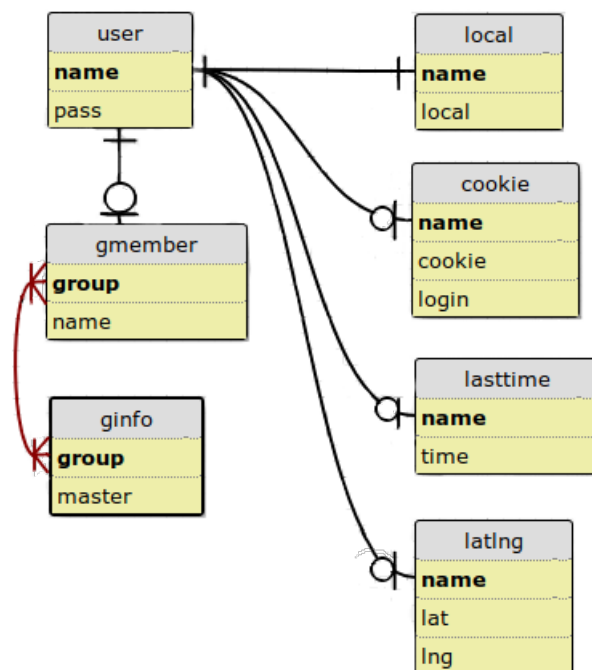 user
name
pass
local
name
local
cookie
name
cookie
login
gmember
group
name
lasttime
name
time
ginfo
group
master
latlng
name
lat
lng